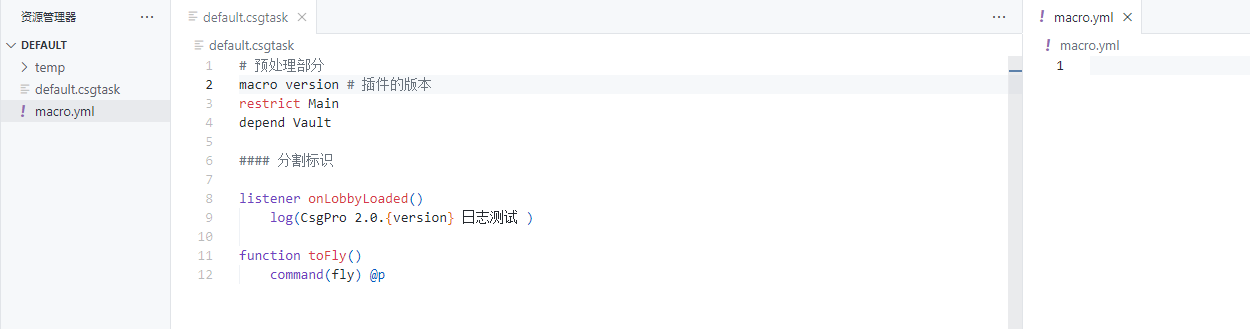 资源管理器 ...
DEFAULT
temp
default.csgtask
macro.yml
default.csgtask ...
default.csgtask
1 # 预处理部分
2 macro version # 插件的版本
3 restrict Main
4 depend Vault
5
6 #### 分割标识
7
8 listener onLobbyLoaded()
9 log(CsgPro 2.0.{version} 日志测试 )
10
11 function toFly()
12 command(fly) @p
! macro.yml
! macro.yml
1